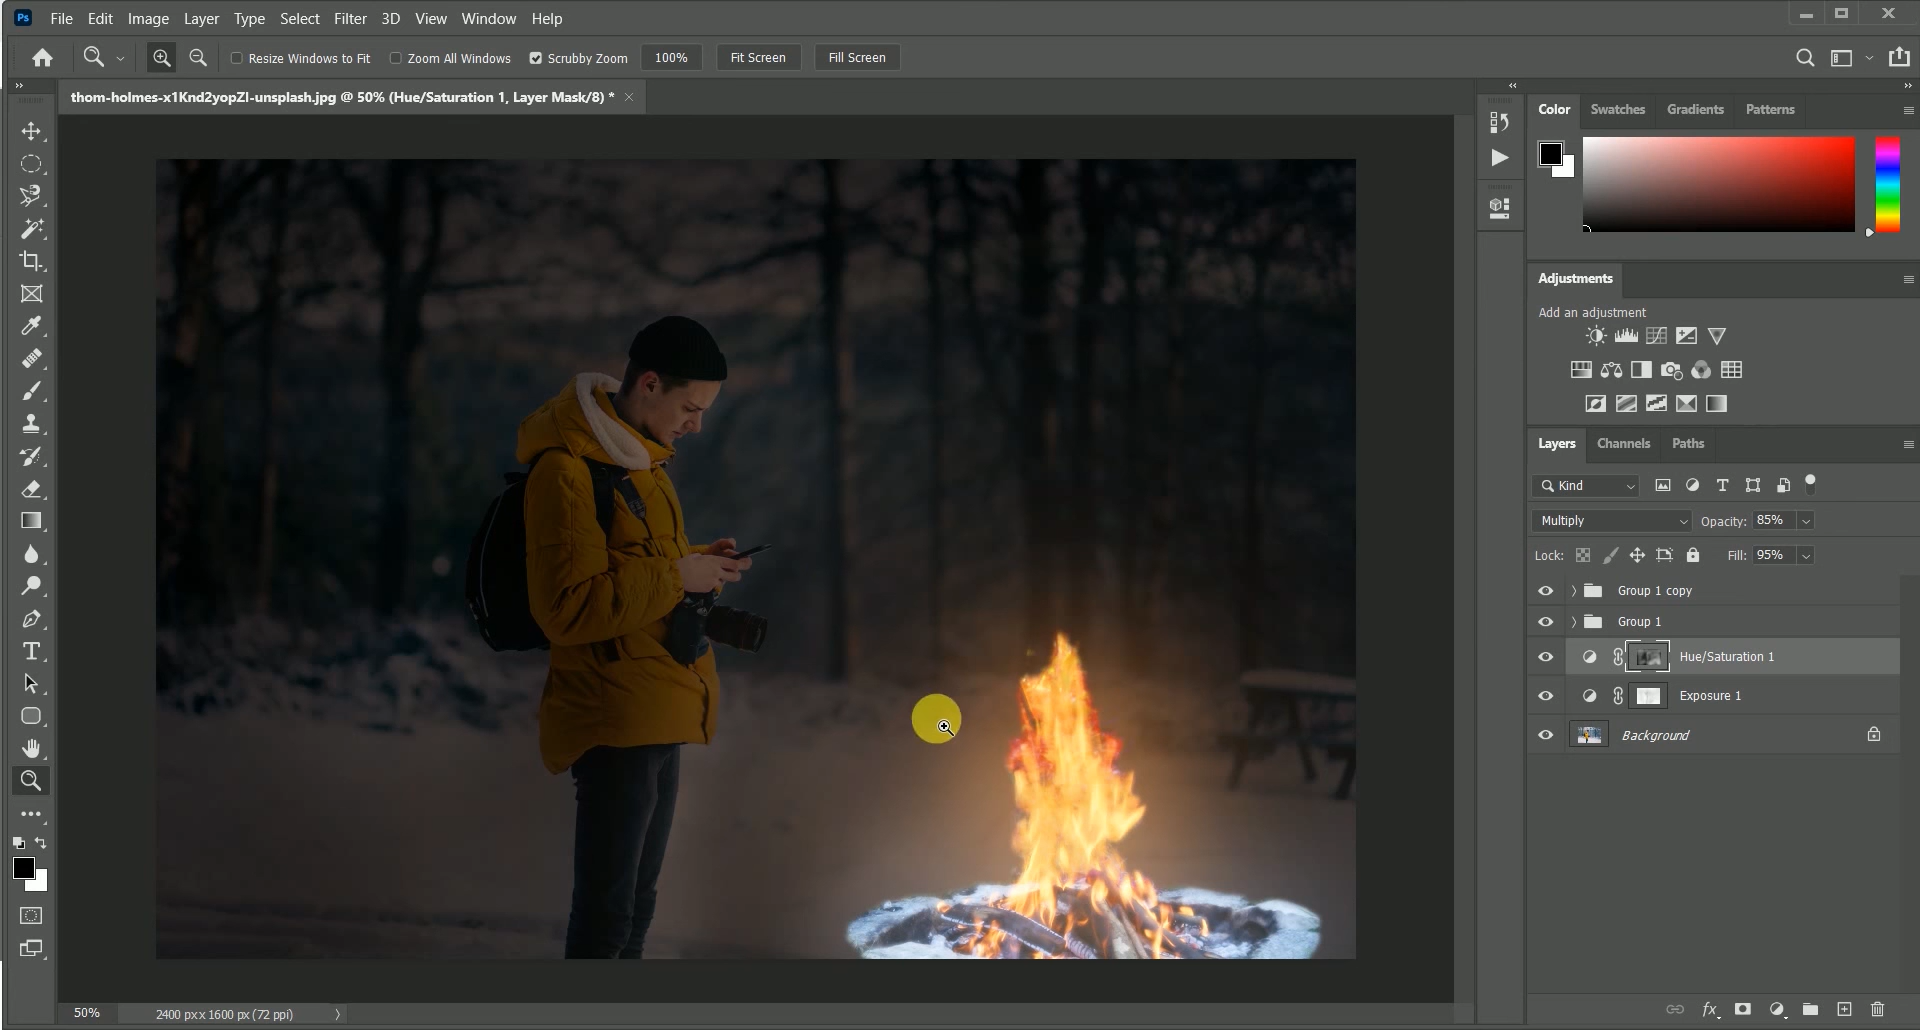 Ps File Edit Image Layer Type Select Filter 3D View Window Help
Resize Windows to Fit Zoom All Windows Scrubby Zoom 100% Fit Screen Fill Screen
thom-holmes-x1Knd2yopZI-unsplash.jpg @ 50% (Hue/Saturation 1, Layer Mask/8) *
Color Swatches Gradients Patterns
Adjustments
Add an adjustment
Layers Channels Paths
Kind
Multiply Opacity: 85%
Lock: Fill: 95%
Group 1 copy
Group 1
Hue/Saturation 1
Exposure 1
Background
50% 2400 px x 1600 px (72 ppi)